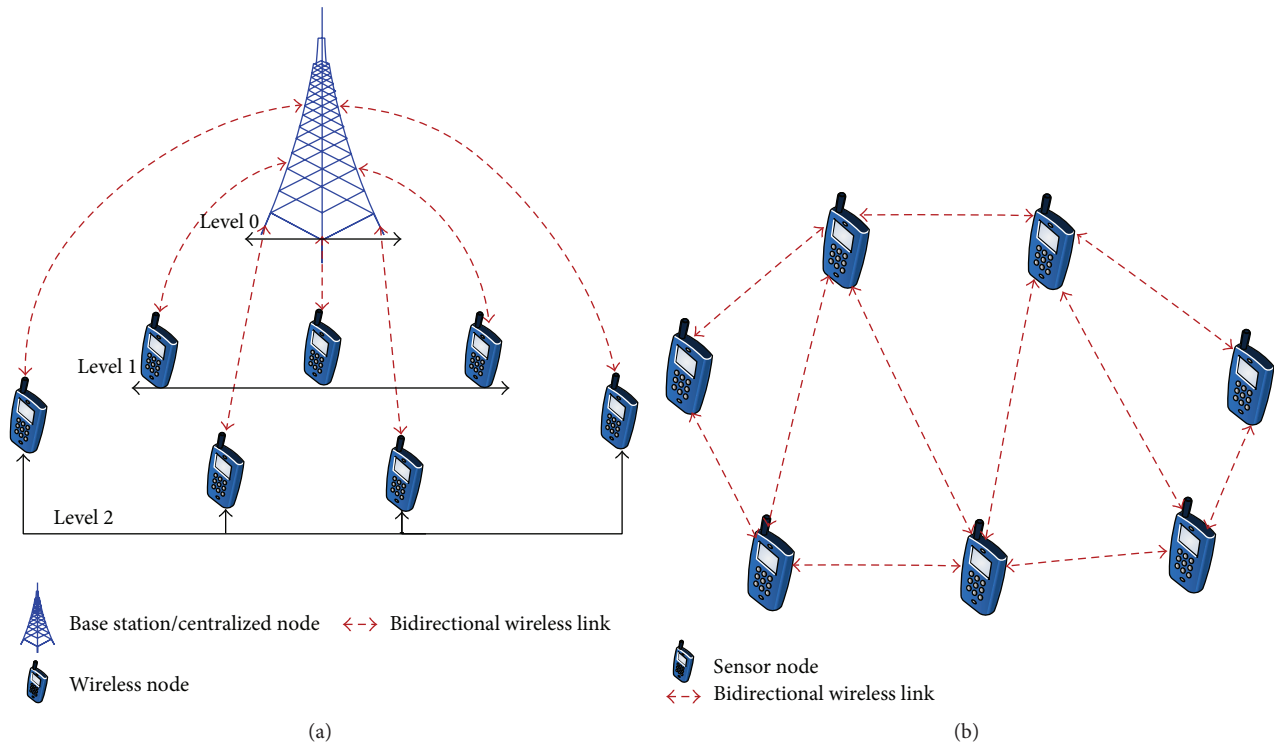 Level 0
Level 1
Level 2
Base station/centralized node
Bidirectional wireless link
Wireless node
(a)
Sensor node
Bidirectional wireless link
(b)